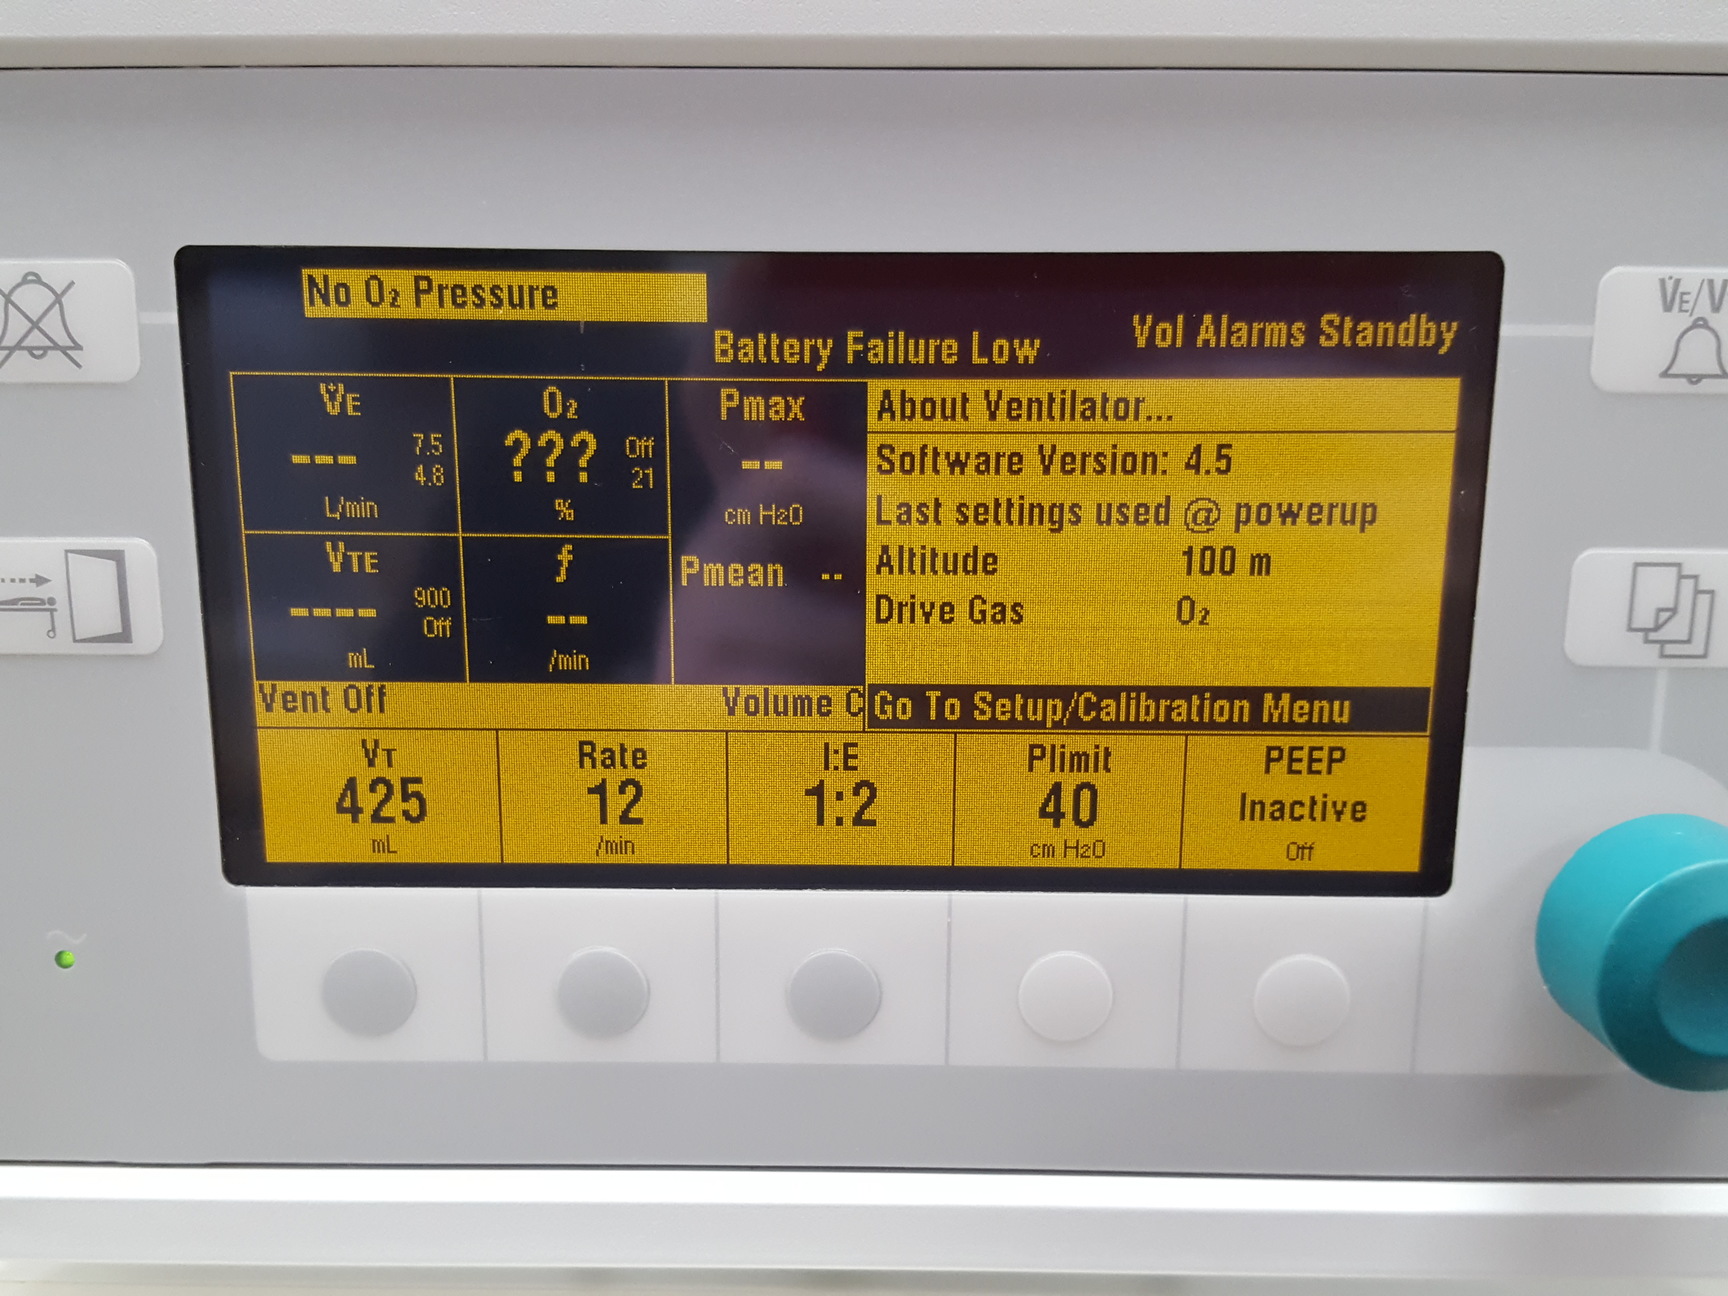 No O₂ Pressure
Battery Failure Low
Vol Alarms Standby
V̇E/V
V̇E
---
7.5
4.8
L/min
O₂
???
Off
21
%
Pmax
--
cm H2O
VTE
----
900
Off
mL
f
--
/min
Pmean --
About Ventilator...
Software Version: 4.5
Last settings used @ powerup
Altitude 100 m
Drive Gas O₂
Go To Setup/Calibration Menu
Vent Off
Volume C
VT
425
mL
Rate
12
/min
I:E
1:2
Plimit
40
cm H2O
PEEP
Inactive
Off